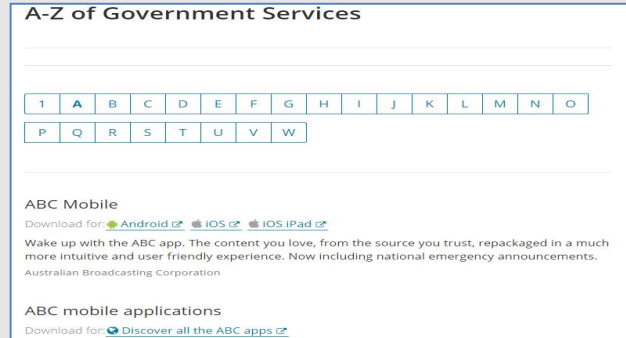 A-Z of Government Services
1 A B C D E F G H I J K L M N O
P Q R S T U V W
ABC Mobile
Download for: Android iOS iOS iPad
Wake up with the ABC app. The content you love, from the source you trust, repackaged in a much
more intuitive and user friendly experience. Now including national emergency announcements.
Australian Broadcasting Corporation
ABC mobile applications
Download for: Discover all the ABC apps